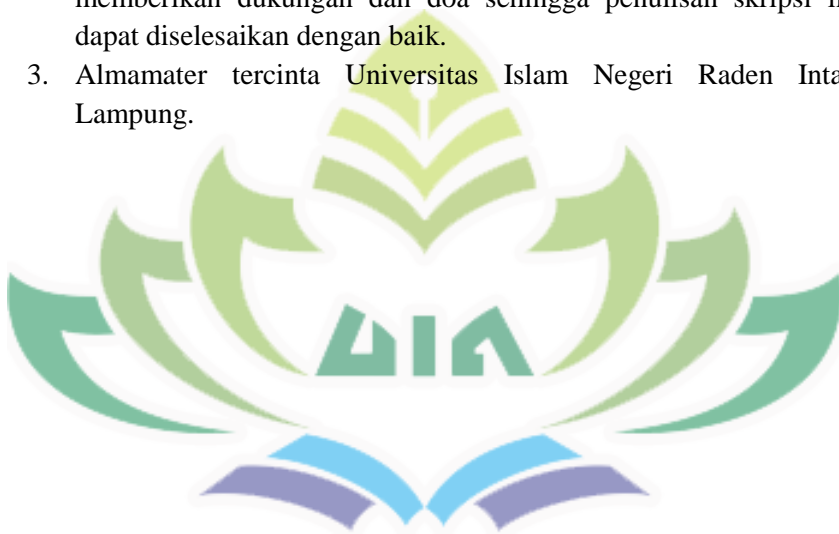 memberikan dukungan dan doa sehingga penulisan skripsi
dapat diselesaikan dengan baik.
3. Almamater tercinta Universitas Islam Negeri Raden Inta
Lampung.